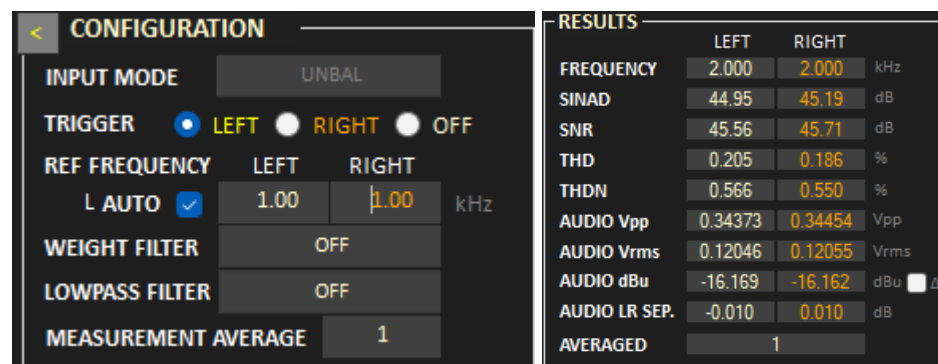 < CONFIGURATION
INPUT MODE UNBAL
TRIGGER LEFT RIGHT OFF
REF FREQUENCY LEFT RIGHT
L AUTO 1.00 1.00 kHz
WEIGHT FILTER OFF
LOWPASS FILTER OFF
MEASUREMENT AVERAGE 1
RESULTS
LEFT RIGHT
FREQUENCY 2.000 2.000 kHz
SINAD 44.95 45.19 dB
SNR 45.56 45.71 dB
THD 0.205 0.186 %
THDN 0.566 0.550 %
AUDIO Vpp 0.34373 0.34454 Vpp
AUDIO Vrms 0.12046 0.12055 Vrms
AUDIO dBu -16.169 -16.162 dBu Δ
AUDIO LR SEP. -0.010 0.010 dB
AVERAGED 1